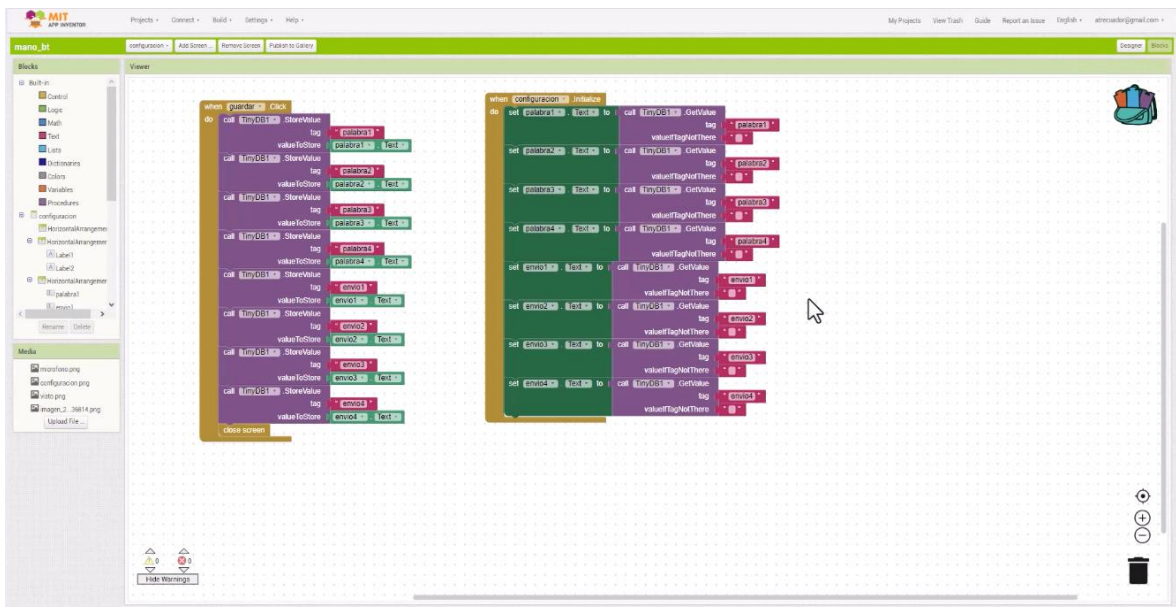 MIT
APP INVENTOR
Projects Connect Build Settings Help
My Projects View Trash Guide Report an Issue English atrecuador@gmail.com
mano_bt
configuracion Add Screen ... Remove Screen Publish to Gallery
Designer Blocks
Blocks
Built-in
Control
Logic
Math
Text
Lists
Dictionaries
Colors
Variables
Procedures
configuracion
HorizontalArrangemen
HorizontalArrangemer
Label1
Label2
HorizontalArrangemer
palabra1
envio1
Rename Delete
Media
microfono.png
configuracion.png
visto.png
imagen_2...36814.png
Upload File ...
Viewer
when guardar .Click
do call TinyDB1 .StoreValue
tag " palabra1 "
valueToStore palabra1 . Text
call TinyDB1 .StoreValue
tag " palabra2 "
valueToStore palabra2 . Text
call TinyDB1 .StoreValue
tag " palabra3 "
valueToStore palabra3 . Text
call TinyDB1 .StoreValue
tag " palabra4 "
valueToStore palabra4 . Text
call TinyDB1 .StoreValue
tag " envio1 "
valueToStore envio1 . Text
call TinyDB1 .StoreValue
tag " envio2 "
valueToStore envio2 . Text
call TinyDB1 .StoreValue
tag " envio3 "
valueToStore envio3 . Text
call TinyDB1 .StoreValue
tag " envio4 "
valueToStore envio4 . Text
close screen
when configuracion .Initialize
do set palabra1 . Text to call TinyDB1 .GetValue
tag " palabra1 "
valueIfTagNotThere " "
set palabra2 . Text to call TinyDB1 .GetValue
tag " palabra2 "
valueIfTagNotThere " "
set palabra3 . Text to call TinyDB1 .GetValue
tag " palabra3 "
valueIfTagNotThere " "
set palabra4 . Text to call TinyDB1 .GetValue
tag " palabra4 "
valueIfTagNotThere " "
set envio1 . Text to call TinyDB1 .GetValue
tag " envio1 "
valueIfTagNotThere " "
set envio2 . Text to call TinyDB1 .GetValue
tag " envio2 "
valueIfTagNotThere " "
set envio3 . Text to call TinyDB1 .GetValue
tag " envio3 "
valueIfTagNotThere " "
set envio4 . Text to call TinyDB1 .GetValue
tag " envio4 "
valueIfTagNotThere " "
0 0
Hide Warnings